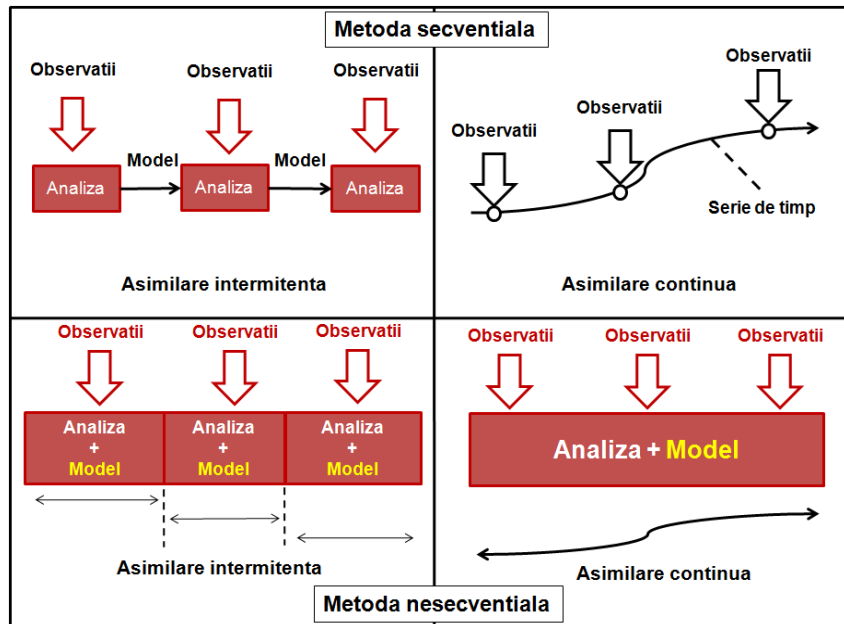 Metoda secventiala
Observatii
Observatii
Observatii
Model
Model
Analiza
Analiza
Analiza
Asimilare intermitenta
Observatii
Observatii
Observatii
Serie de timp
Asimilare continua
Observatii
Observatii
Observatii
Analiza
+
Model
Analiza
+
Model
Analiza
+
Model
Asimilare intermitenta
Observatii
Observatii
Observatii
Analiza + Model
Asimilare continua
Metoda nesecventiala